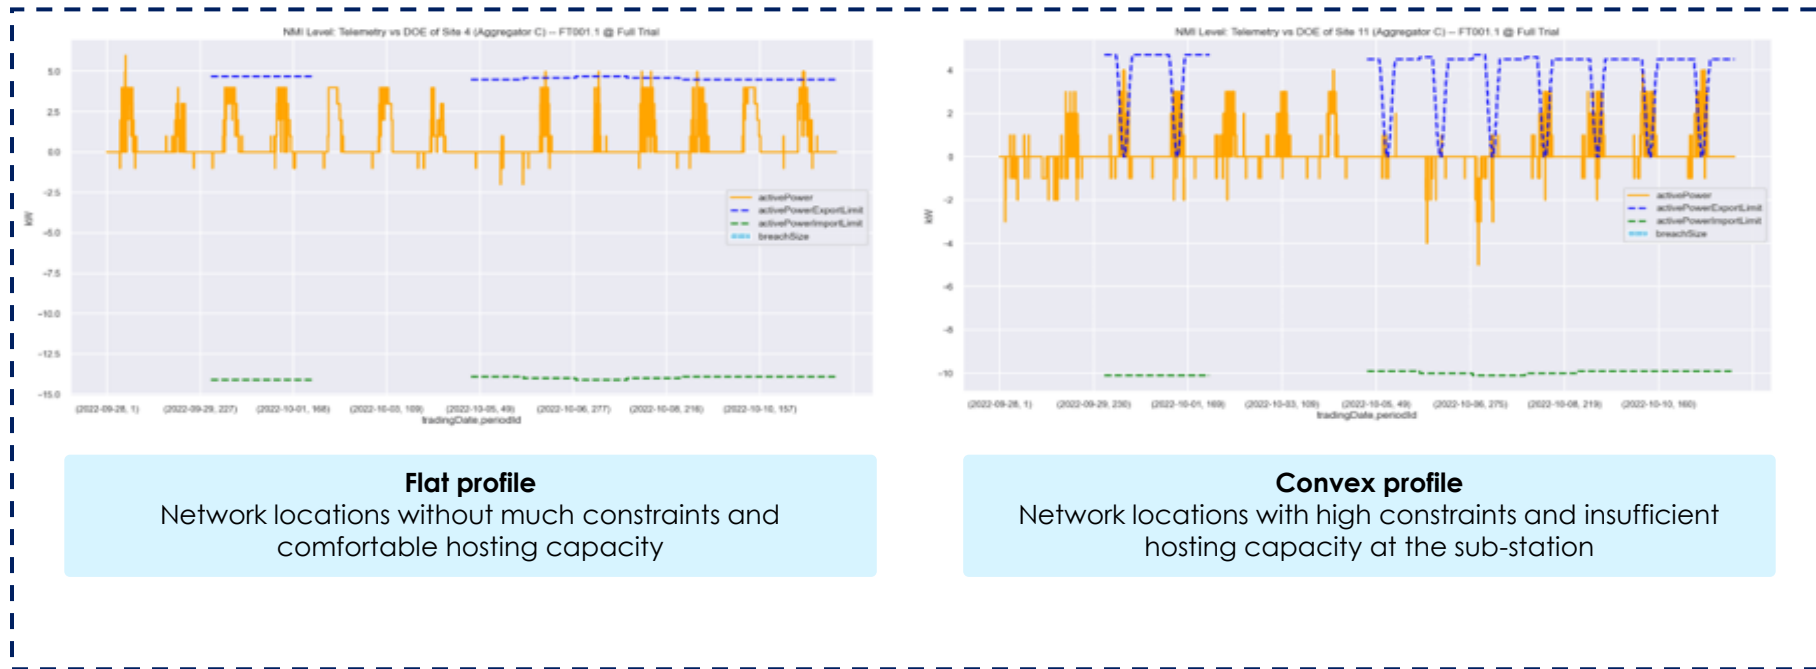 NMI Level: Telemetry vs DOE of Site 4 (Aggregator C) -- FT001.1 @ Full Trial
5.0
2.5
0.0
−2.5
−5.0
−7.5
−10.0
−12.5
−15.0
kW
activePower
activePowerExportLimit
activePowerImportLimit
breachSize
(2022-09-28, 1)
(2022-09-29, 227)
(2022-10-01, 168)
(2022-10-03, 109)
(2022-10-05, 49)
(2022-10-06, 277)
(2022-10-08, 216)
(2022-10-10, 157)
tradingDate,periodId
NMI Level: Telemetry vs DOE of Site 11 (Aggregator C) -- FT001.1 @ Full Trial
4
2
0
−2
−4
−6
−8
−10
kW
activePower
activePowerExportLimit
activePowerImportLimit
breachSize
(2022-09-28, 1)
(2022-09-29, 230)
(2022-10-01, 169)
(2022-10-03, 109)
(2022-10-05, 49)
(2022-10-06, 275)
(2022-10-08, 219)
(2022-10-10, 160)
tradingDate,periodId
Flat profile
Network locations without much constraints and
comfortable hosting capacity
Convex profile
Network locations with high constraints and insufficient
hosting capacity at the sub-station